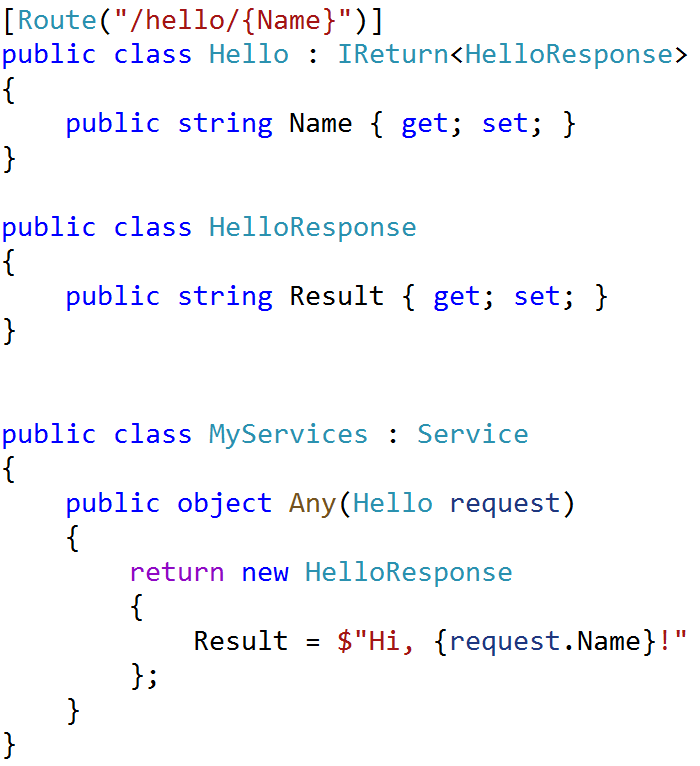 [Route("/hello/{Name}")]
public class Hello : IReturn<HelloResponse>
{
    public string Name { get; set; }
}

public class HelloResponse
{
    public string Result { get; set; }
}


public class MyServices : Service
{
    public object Any(Hello request)
    {
        return new HelloResponse
        {
            Result = $"Hi, {request.Name}!"
        };
    }
}